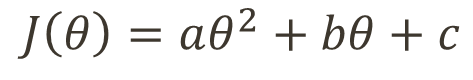 J(θ) = aθ² + bθ + c